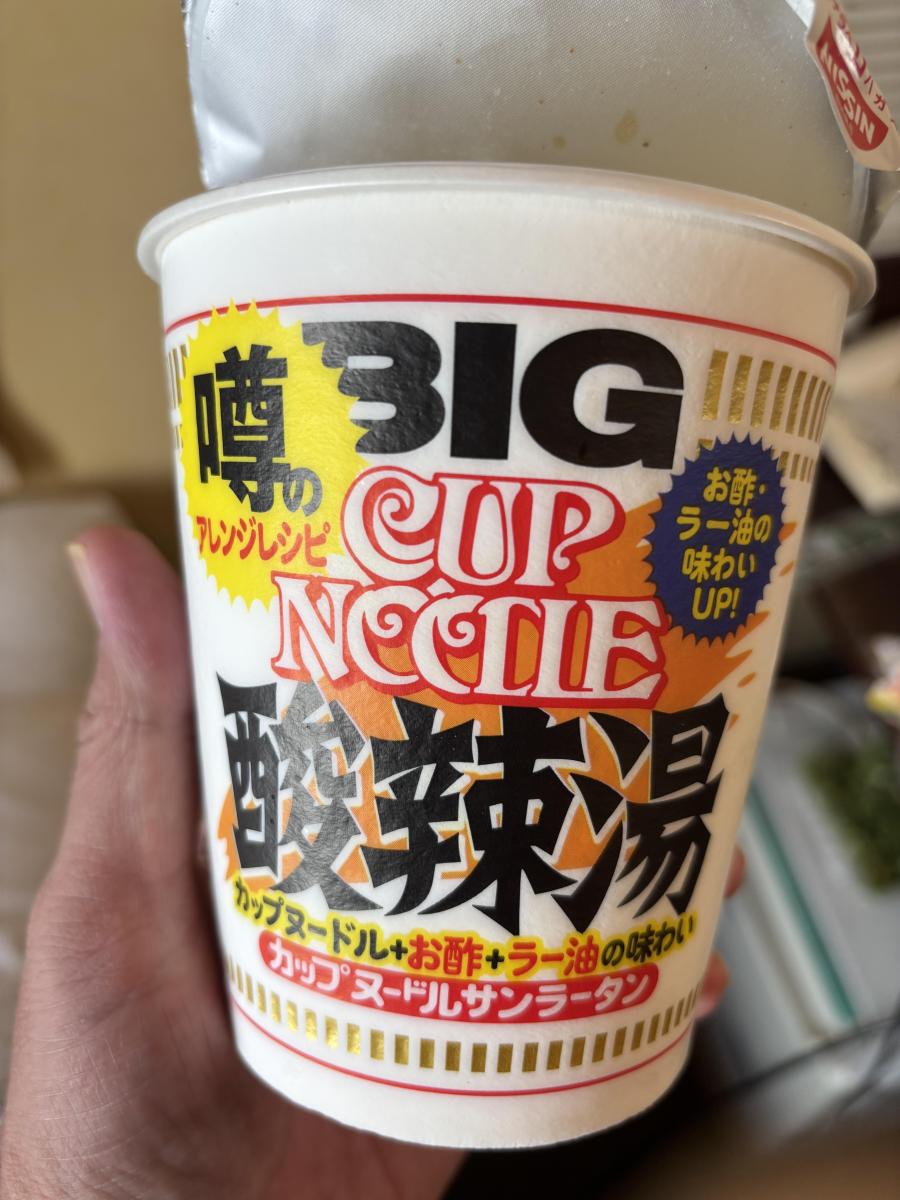 NISSIN
BIG
噂の
アレンジレシピ
CUP
NOODLE
お酢・
ラー油の
味わい
UP!
酸辣湯
カップヌードル+お酢+ラー油の味わい
カップヌードルサンラータン